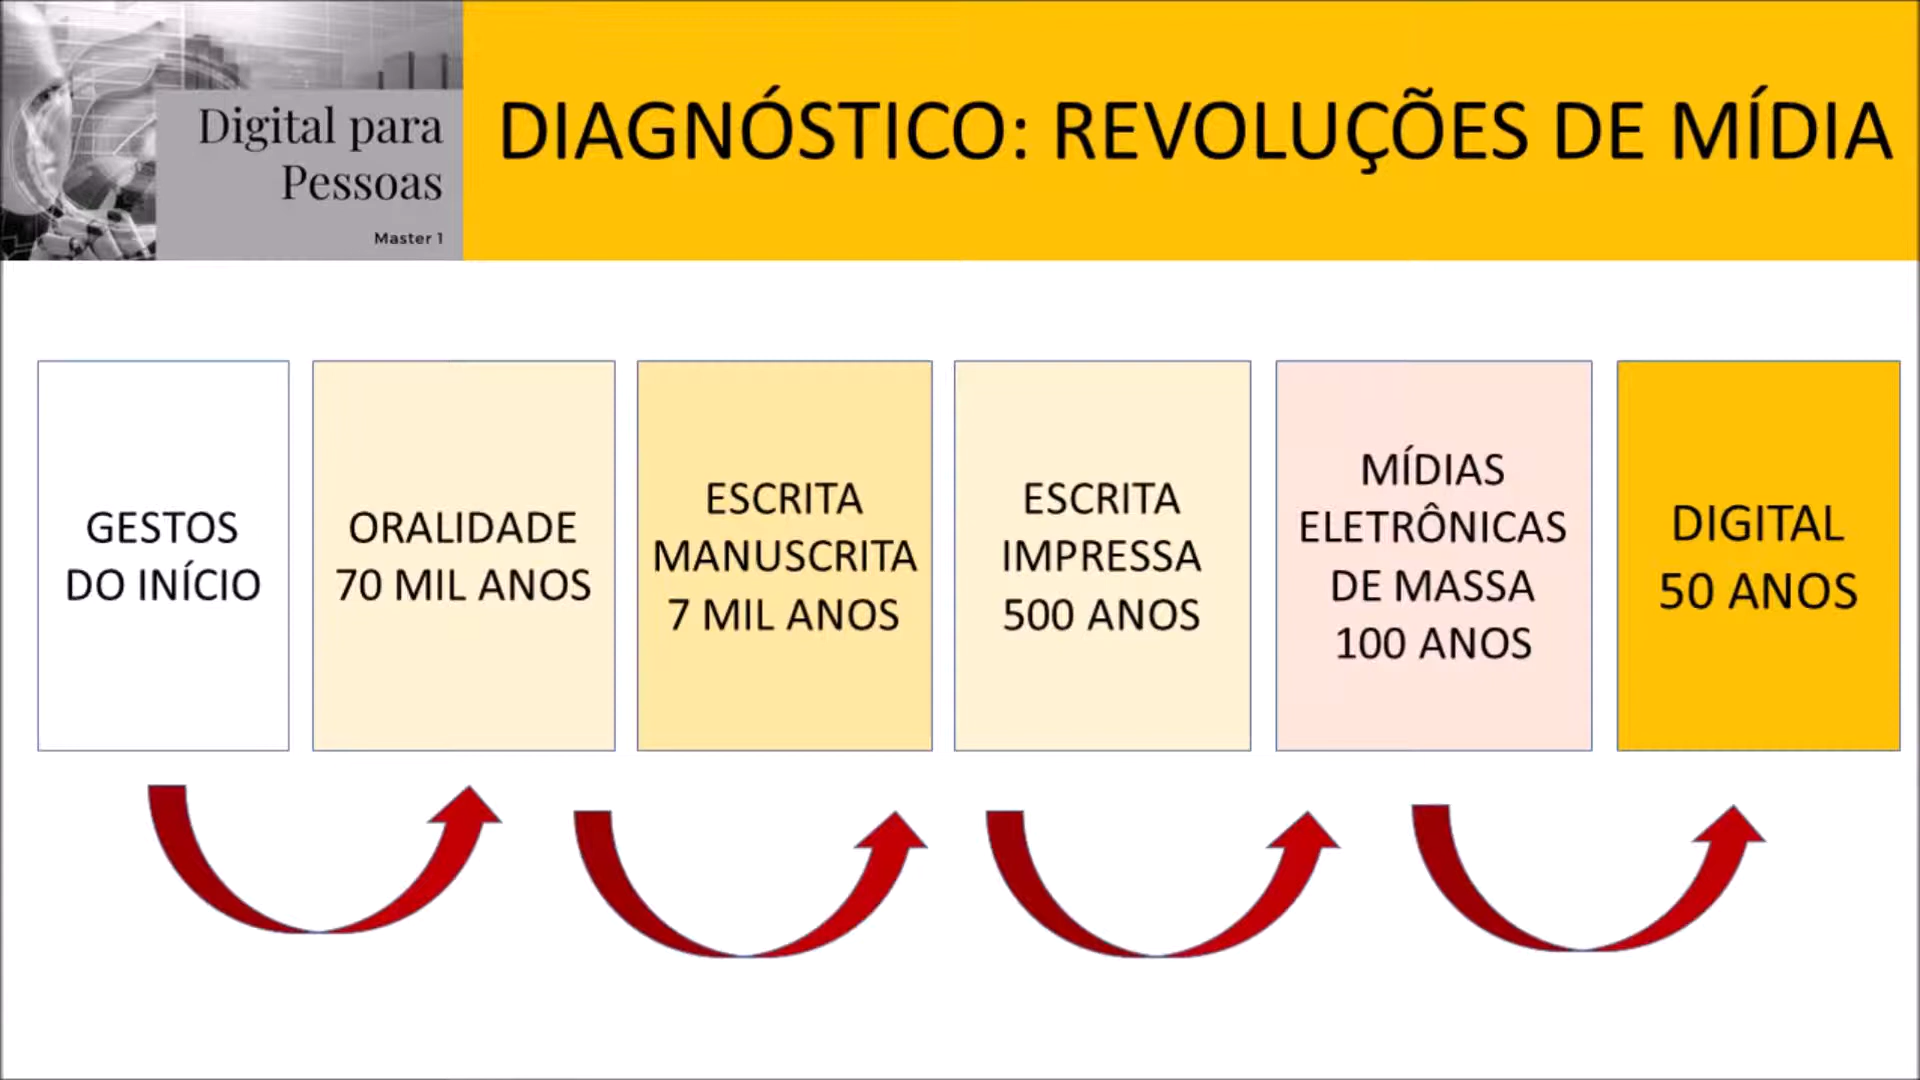 Digital para
Pessoas
Master 1
DIAGNÓSTICO: REVOLUÇÕES DE MÍDIA
GESTOS
DO INÍCIO
ORALIDADE
70 MIL ANOS
ESCRITA
MANUSCRITA
7 MIL ANOS
ESCRITA
IMPRESSA
500 ANOS
MÍDIAS
ELETRÔNICAS
DE MASSA
100 ANOS
DIGITAL
50 ANOS